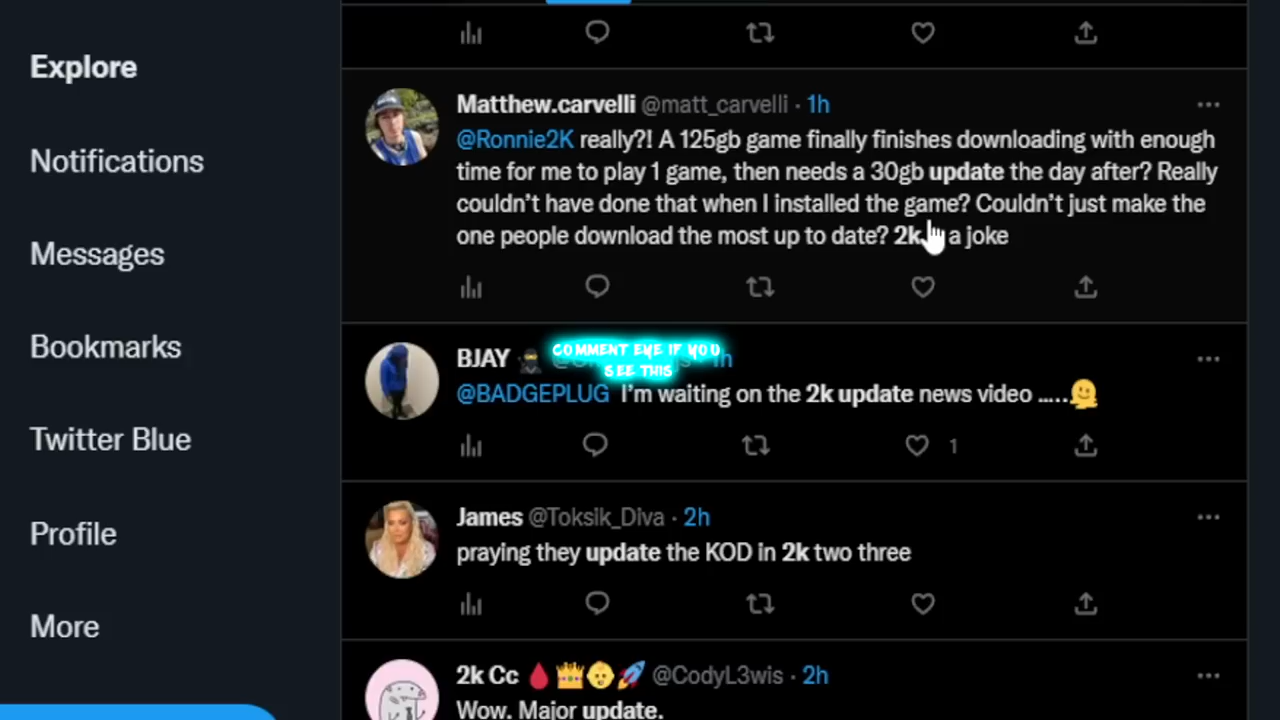 Explore
Notifications
Messages
Bookmarks
Twitter Blue
Profile
More
Matthew.carvelli @matt_carvelli · 1h
@Ronnie2K really?! A 125gb game finally finishes downloading with enough
time for me to play 1 game, then needs a 30gb update the day after? Really
couldn't have done that when I installed the game? Couldn't just make the
one people download the most up to date? 2k a joke
BJAY 🥷 1h
COMMENT EYE IF YOU
SEE THIS
@BADGEPLUG I'm waiting on the 2k update news video …..🫠
1
James @Toksik_Diva · 2h
praying they update the KOD in 2k two three
2k Cc 🩸👑👶🚀 @CodyL3wis · 2h
Wow. Major update.